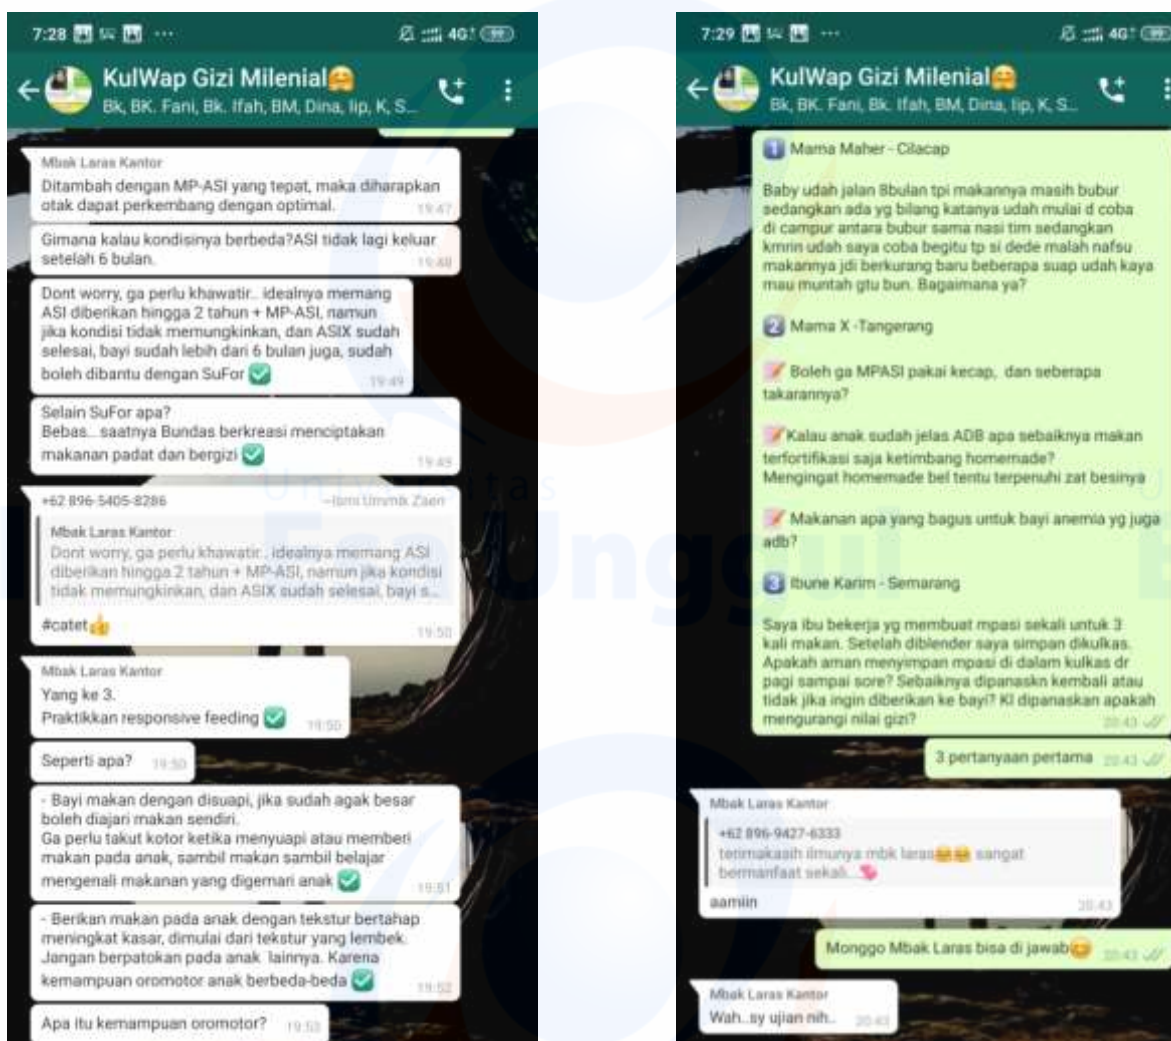 7:28
4G
99
KulWap Gizi Milenial🤗
Bk, BK. Fani, Bk. Ifah, BM, Dina, Iip, K, S...
Mbak Laras Kantor
Ditambah dengan MP-ASI yang tepat, maka diharapkan
otak dapat perkembang dengan optimal.
19:47
Gimana kalau kondisinya berbeda?ASI tidak lagi keluar
setelah 6 bulan.
19:48
Dont worry, ga perlu khawatir.. idealnya memang
ASI diberikan hingga 2 tahun + MP-ASI, namun
jika kondisi tidak memungkinkan, dan ASIX sudah
selesai, bayi sudah lebih dari 6 bulan juga, sudah
boleh dibantu dengan SuFor ✅
19:49
Selain SuFor apa?
Bebas.. saatnya Bundas berkreasi menciptakan
makanan padat dan bergizi ✅
19:49
+62 896-5405-8286
~Ibmi Ummik Zaen
Mbak Laras Kantor
Dont worry, ga perlu khawatir.. idealnya memang ASI
diberikan hingga 2 tahun + MP-ASI, namun jika kondisi
tidak memungkinkan, dan ASIX sudah selesai, bayi s...
#catet👍
19:50
Mbak Laras Kantor
Yang ke 3.
Praktikkan responsive feeding ✅
19:50
Seperti apa?
19:50
- Bayi makan dengan disuapi, jika sudah agak besar
boleh diajari makan sendiri.
Ga perlu takut kotor ketika menyuapi atau memberi
makan pada anak, sambil makan sambil belajar
mengenali makanan yang digemari anak ✅
19:51
- Berikan makan pada anak dengan tekstur bertahap
meningkat kasar, dimulai dari tekstur yang lembek.
Jangan berpatokan pada anak lainnya. Karena
kemampuan oromotor anak berbeda-beda ✅
19:52
Apa itu kemampuan oromotor?
19:53
7:29
4G
99
KulWap Gizi Milenial🤗
Bk, BK. Fani, Bk. Ifah, BM, Dina, Iip, K, S...
1️⃣ Mama Maher - Cilacap
Baby udah jalan 8bulan tpi makannya masih bubur
sedangkan ada yg bilang katanya udah mulai d coba
di campur antara bubur sama nasi tim sedangkan
kmrin udah saya coba begitu tp si dede malah nafsu
makannya jdi berkurang baru beberapa suap udah kaya
mau muntah gtu bun. Bagaimana ya?
2️⃣ Mama X -Tangerang
📝 Boleh ga MPASI pakai kecap, dan seberapa
takarannya?
📝Kalau anak sudah jelas ADB apa sebaiknya makan
terfortifikasi saja ketimbang homemade?
Mengingat homemade bel tentu terpenuhi zat besinya
📝 Makanan apa yang bagus untuk bayi anemia yg juga
adb?
3️⃣ Ibune Karim - Semarang
Saya ibu bekerja yg membuat mpasi sekali untuk 3
kali makan. Setelah diblender saya simpan dikulkas.
Apakah aman menyimpan mpasi di dalam kulkas dr
pagi sampai sore? Sebaiknya dipanaskn kembali atau
tidak jika ingin diberikan ke bayi? Kl dipanaskan apakah
mengurangi nilai gizi?
20:43
3 pertanyaan pertama
20:43
Mbak Laras Kantor
+62 896-9427-6333
terimakasih ilmunya mbk laras sangat
bermanfaat sekali..
aamiin
20:43
Monggo Mbak Laras bisa di jawab😊
20:43
Mbak Laras Kantor
Wah..sy ujian nih..
20:43
Universitas
Esa Unggul